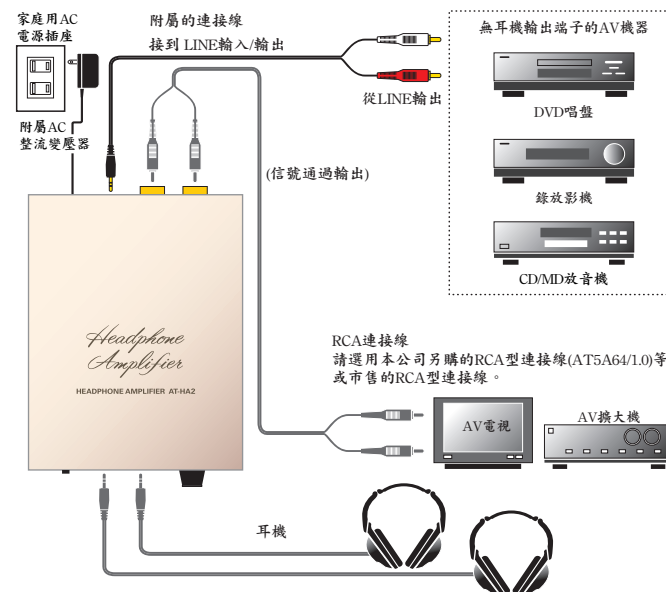 家庭用AC
電源插座
附屬的連接線
接到 LINE輸入/輸出
無耳機輸出端子的AV機器
從LINE輸出
DVD唱盤
附屬AC
整流變壓器
(信號通過輸出)
錄放影機
CD/MD放音機
Headphone
Amplifier
HEADPHONE AMPLIFIER AT-HA2
RCA連接線
請選用本公司另購的RCA型連接線(AT5A64/1.0)等
或市售的RCA型連接線。
AV電視
AV擴大機
耳機